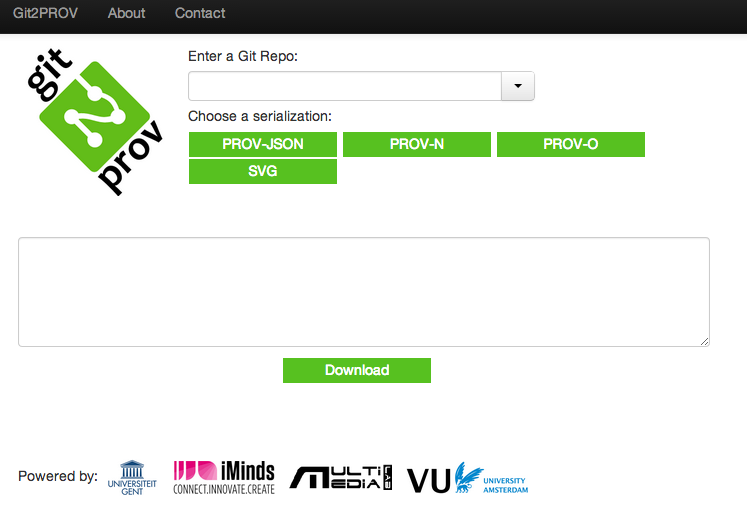 Git2PROV About Contact
git
prov
Enter a Git Repo:
Choose a serialization:
PROV-JSON PROV-N PROV-O
SVG
Download
Powered by:
UNIVERSITEIT
GENT
iMinds
CONNECT.INNOVATE.CREATE
MULTI
MEDIA LAB
VU
UNIVERSITY
AMSTERDAM